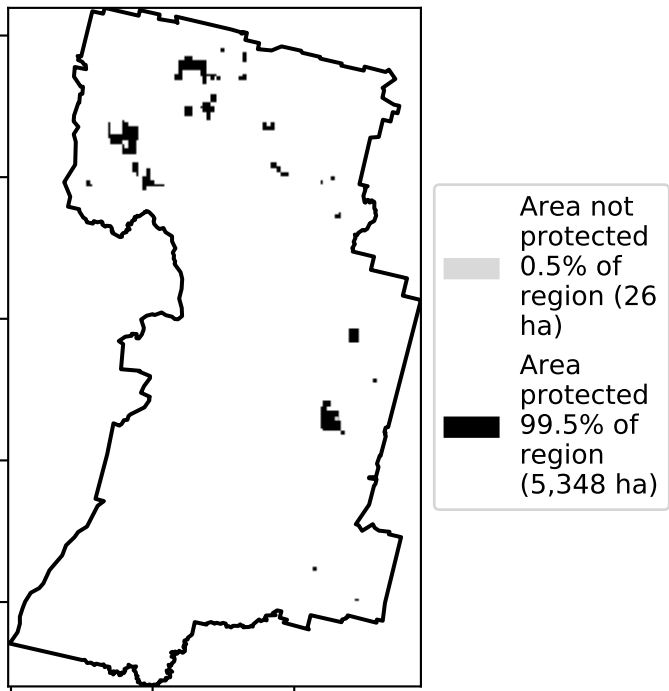 Area not
protected
0.5% of
region (26
ha)
Area
protected
99.5% of
region
(5,348 ha)